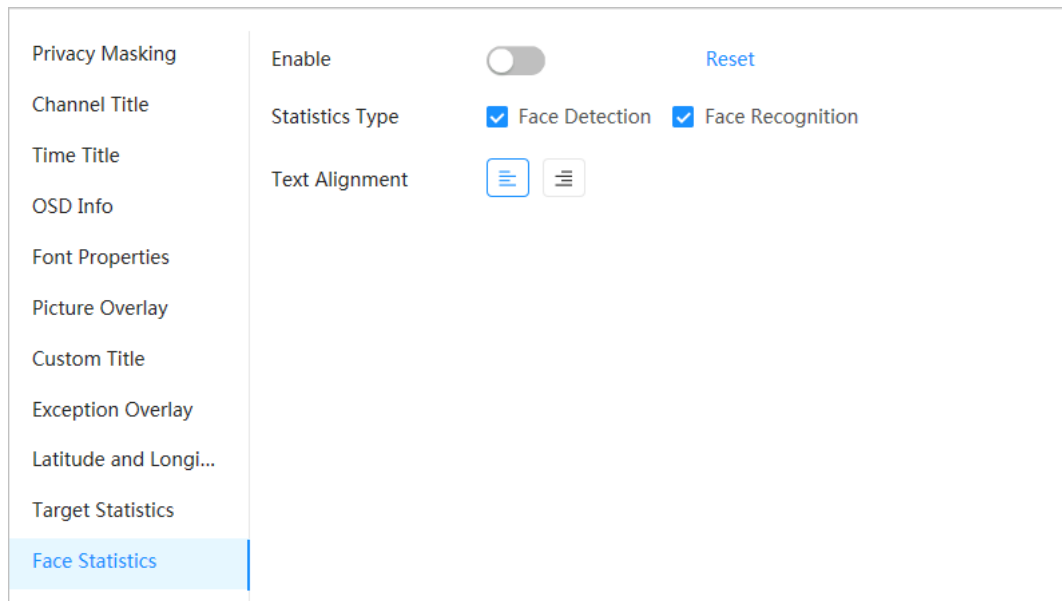 Privacy Masking
Channel Title
Time Title
OSD Info
Font Properties
Picture Overlay
Custom Title
Exception Overlay
Latitude and Longi...
Target Statistics
Face Statistics
Enable Reset
Statistics Type Face Detection Face Recognition
Text Alignment